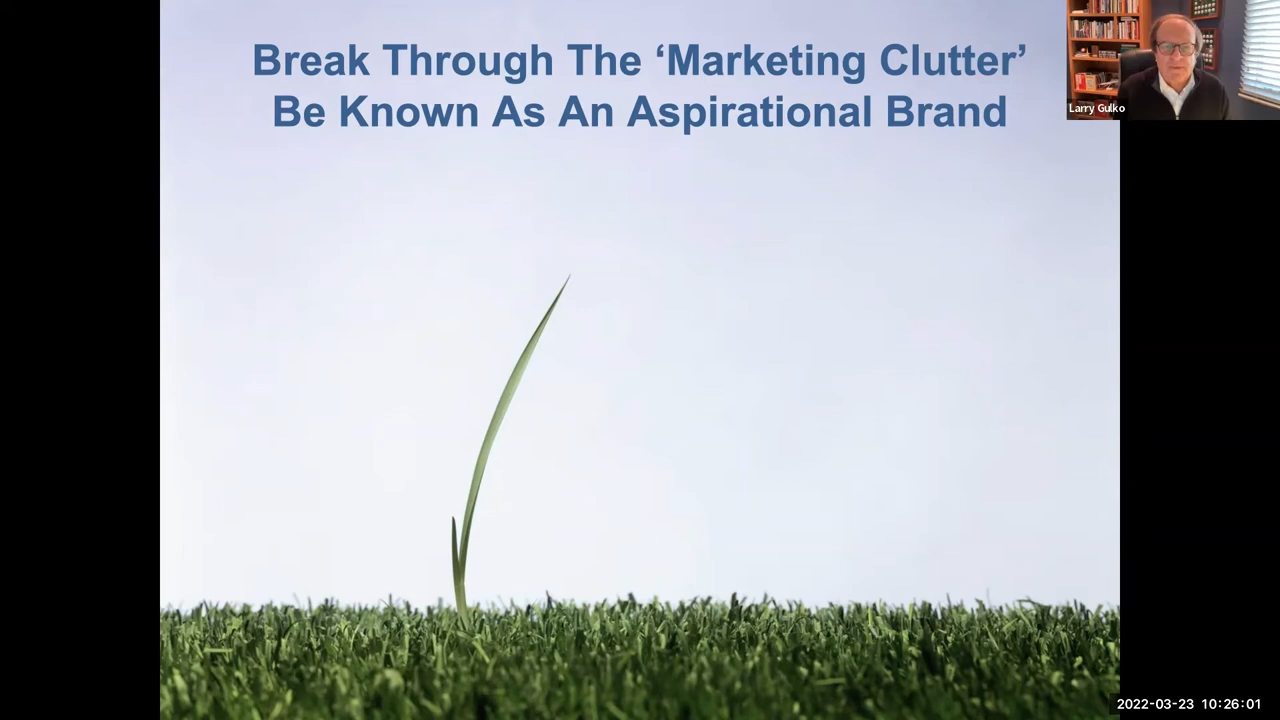 Break Through The ‘Marketing Clutter’
Be Known As An Aspirational Brand
Larry Gulko
2022-03-23 10:26:01